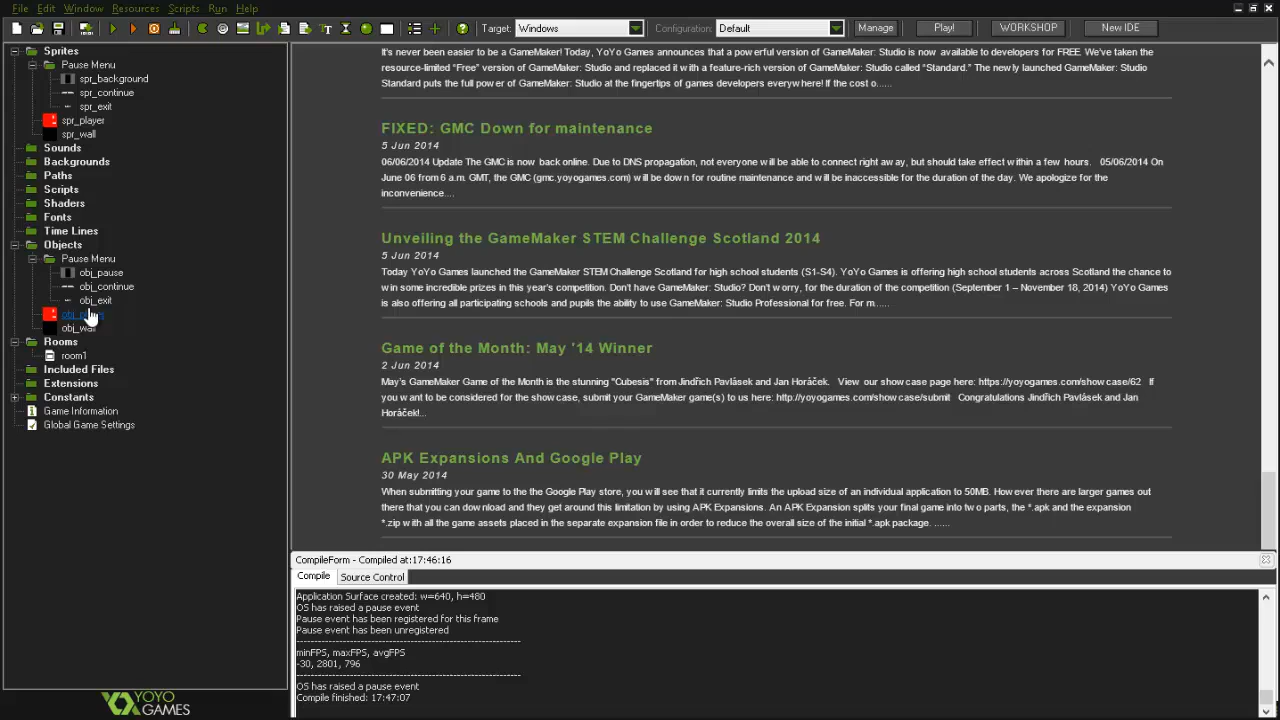 File Edit Window Resources Scripts Run Help
Target: Windows Configuration: Default Manage Play! WORKSHOP New IDE
Sprites
Pause Menu
spr_background
spr_continue
spr_exit
spr_player
spr_wall
Sounds
Backgrounds
Paths
Scripts
Shaders
Fonts
Time Lines
Objects
Pause Menu
obj_pause
obj_continue
obj_exit
obj_wall
Rooms
room1
Included Files
Extensions
Constants
Game Information
Global Game Settings
YOYO
GAMES
It's never been easier to be a GameMaker! Today, YoYo Games announces that a powerful version of GameMaker: Studio is now available to developers for FREE. We've taken the
resource-limited "Free" version of GameMaker: Studio and replaced it with a feature-rich version of GameMaker: Studio called "Standard." The newly launched GameMaker: Studio
Standard puts the full power of GameMaker: Studio at the fingertips of games developers everywhere! If the cost o......
FIXED: GMC Down for maintenance
5 Jun 2014
06/06/2014 Update The GMC is now back online. Due to DNS propagation, not everyone will be able to connect right away, but should take effect within a few hours. 05/06/2014 On
June 06 from 6 a.m. GMT, the GMC (gmc.yoyogames.com) will be down for routine maintenance and will be inaccessible for the duration of the day. We apologize for the
inconvenience....
Unveiling the GameMaker STEM Challenge Scotland 2014
5 Jun 2014
Today YoYo Games launched the GameMaker STEM Challenge Scotland for high school students (S1-S4). YoYo Games is offering high school students across Scotland the chance to
win some incredible prizes in this year's competition. Don't have GameMaker: Studio? Don't worry, for the duration of the competition (September 1 – November 18, 2014) YoYo Games
is also offering all participating schools and pupils the ability to use GameMaker: Studio Professional for free. For m......
Game of the Month: May '14 Winner
2 Jun 2014
May's GameMaker Game of the Month is the stunning "Cubesis" from Jindřich Pavlásek and Jan Horáček. View our showcase page here: https://yoyogames.com/showcase/62 If
you want to be considered for the showcase, submit your GameMaker game(s) to us here: http://yoyogames.com/showcase/submit Congratulations Jindřich Pavlásek and Jan
Horáček!...
APK Expansions And Google Play
30 May 2014
When submitting your game to the the Google Play store, you will see that it currently limits the upload size of an individual application to 50MB. However there are larger games out
there that you can download and they get around this limitation by using APK Expansions. An APK Expansion splits your final game into two parts, the *.apk and the expansion
*.zip with all the game assets placed in the separate expansion file in order to reduce the overall size of the initial *.apk package. ......
CompileForm - Compiled at:17:46:16
Compile Source Control
Application Surface created: w=640, h=480
OS has raised a pause event
Pause event has been registered for this frame
Pause event has been unregistered
minFPS, maxFPS, avgFPS
-30, 2801, 796
OS has raised a pause event
Compile finished: 17:47:07